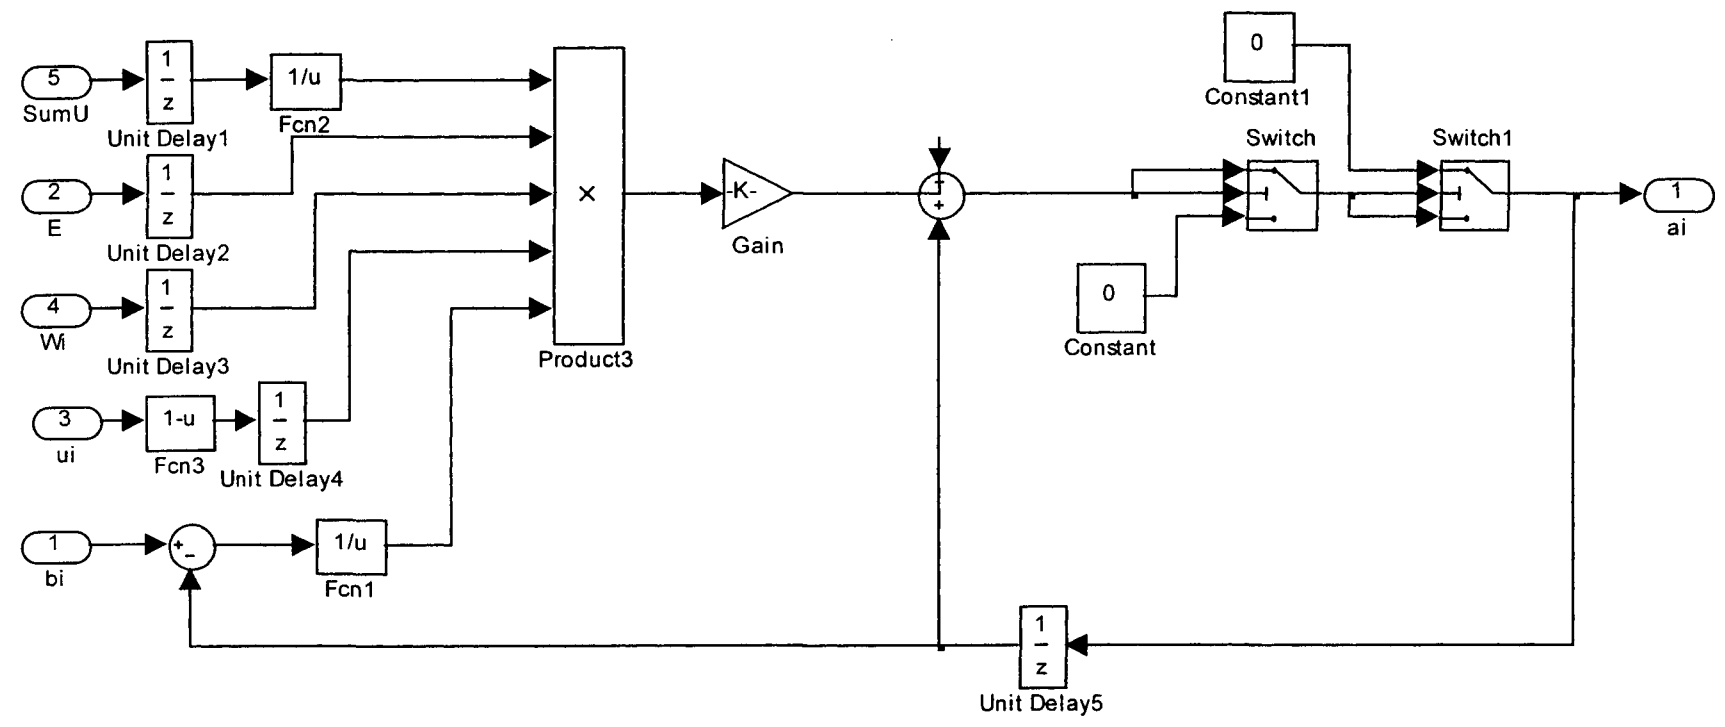 0
Constant1
5
SumU
1
z
Unit Delay1
1/u
Fcn2
Switch
Switch1
2
E
1
z
Unit Delay2
×
-K-
Gain
+
+
1
ai
4
Wi
1
z
Unit Delay3
Product3
0
Constant
3
ui
1-u
Fcn3
1
z
Unit Delay4
1
bi
+
−
1/u
Fcn1
1
z
Unit Delay5